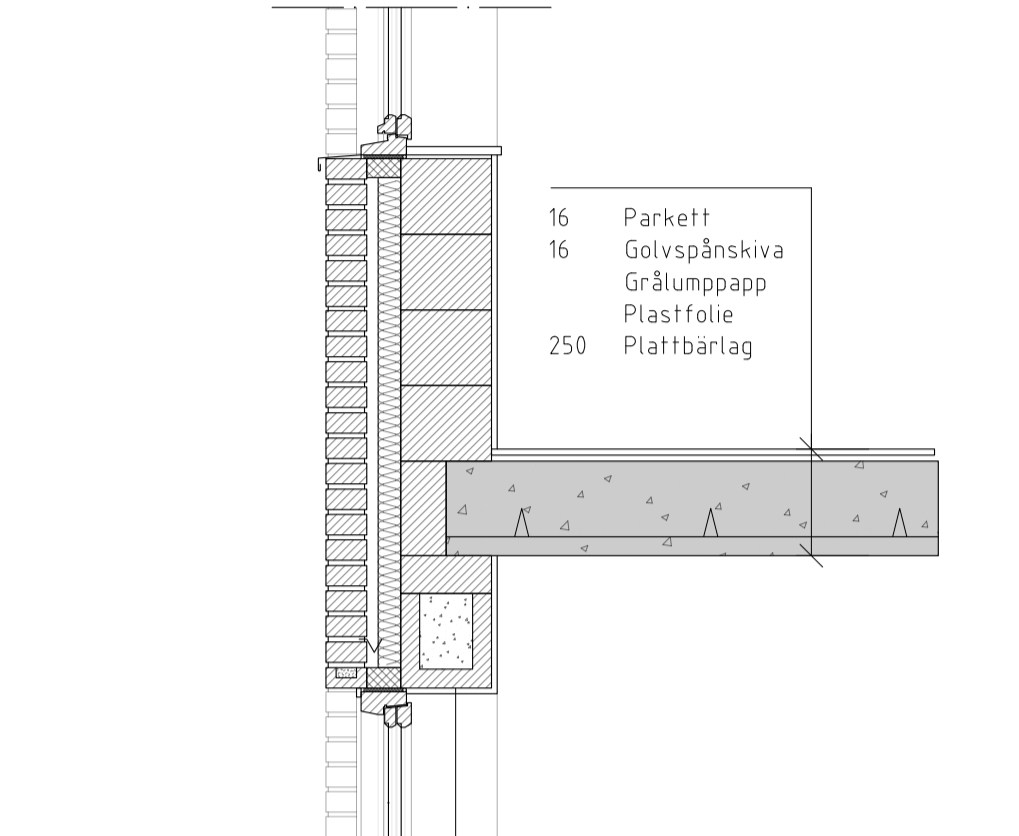 16 Parkett
16 Golvspånskiva
Grålumppapp
Plastfolie
250 Plattbärlag